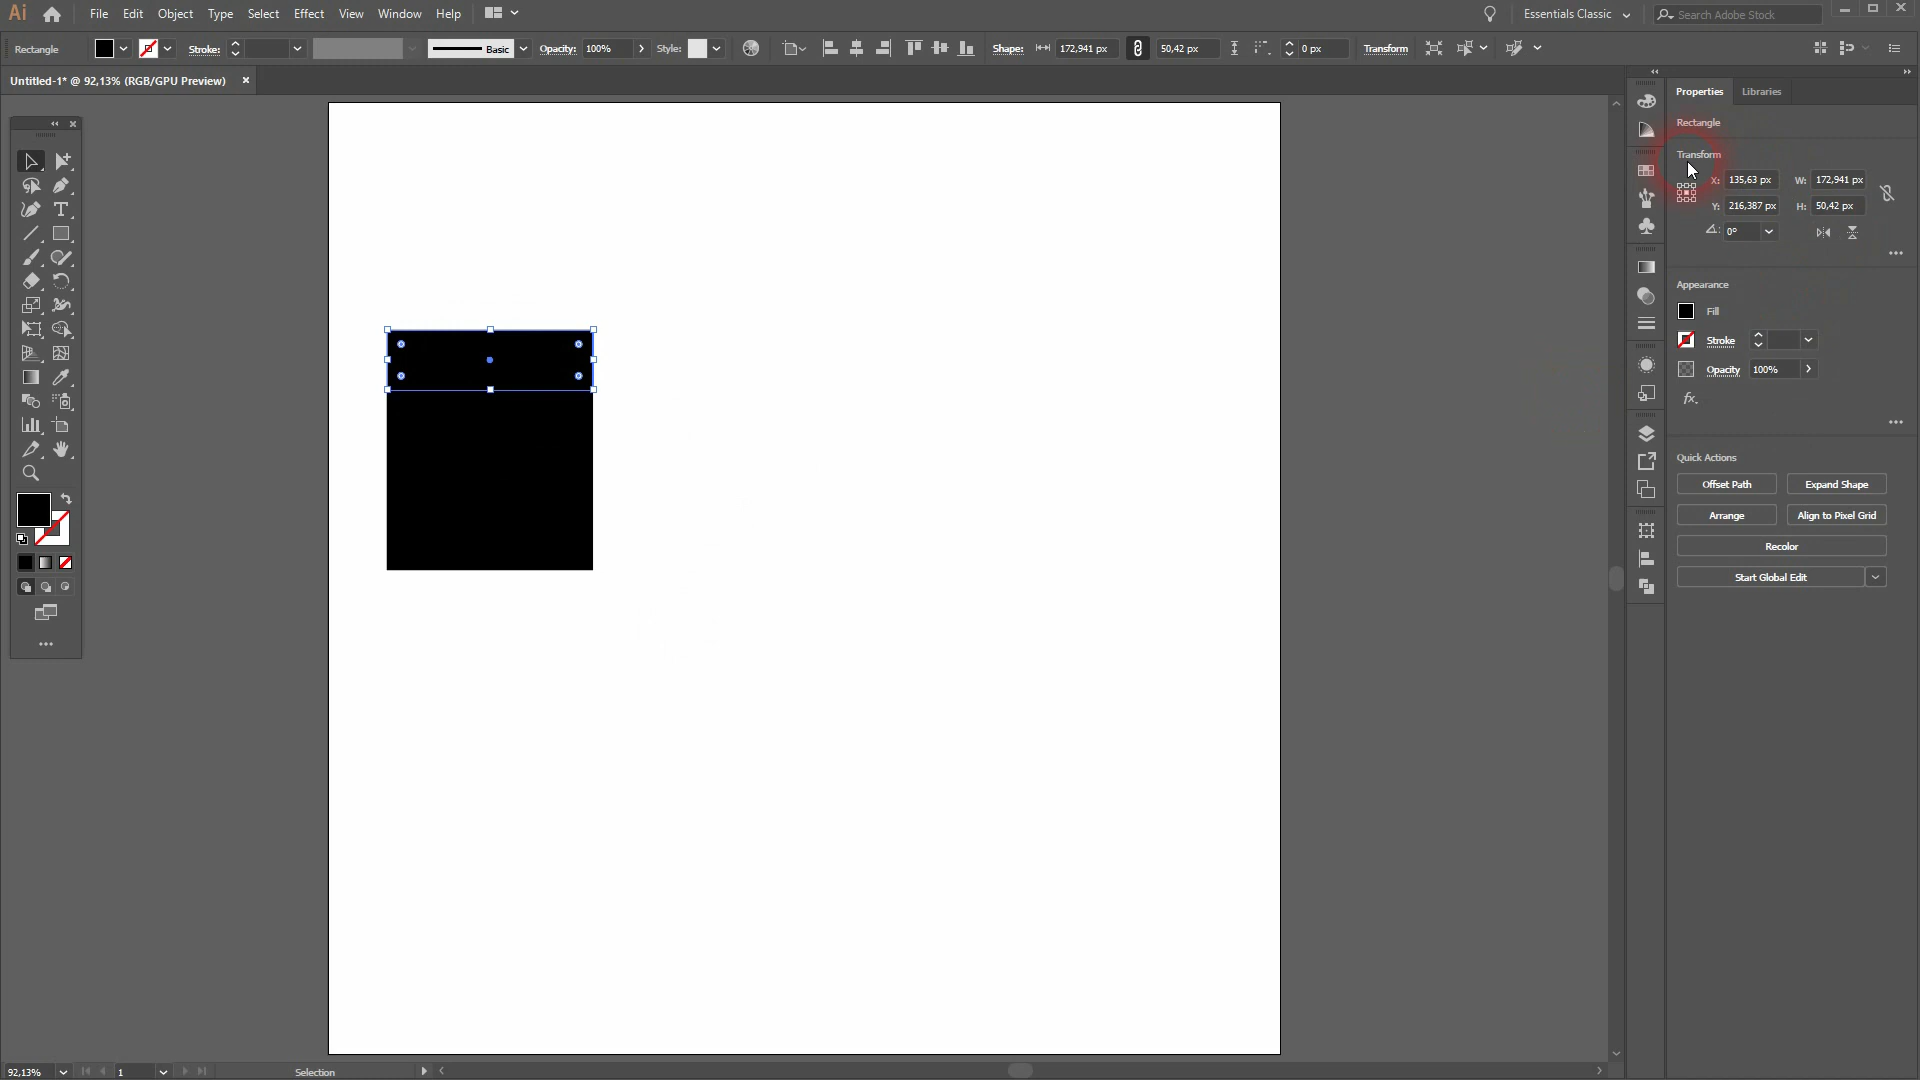 Ai File Edit Object Type Select Effect View Window Help Essentials Classic Search Adobe Stock
Rectangle Stroke: Basic Opacity: 100% Style: Shape: 172,941 px 50,42 px 0 px Transform
Untitled-1* @ 92,13% (RGB/GPU Preview)
Properties Libraries
Rectangle
Transform
X: 135,63 px W: 172,941 px
Y: 216,387 px H: 50,42 px
0°
Appearance
Fill
Stroke
Opacity 100%
fx.
Quick Actions
Offset Path Expand Shape
Arrange Align to Pixel Grid
Recolor
Start Global Edit
92,13% 1 Selection